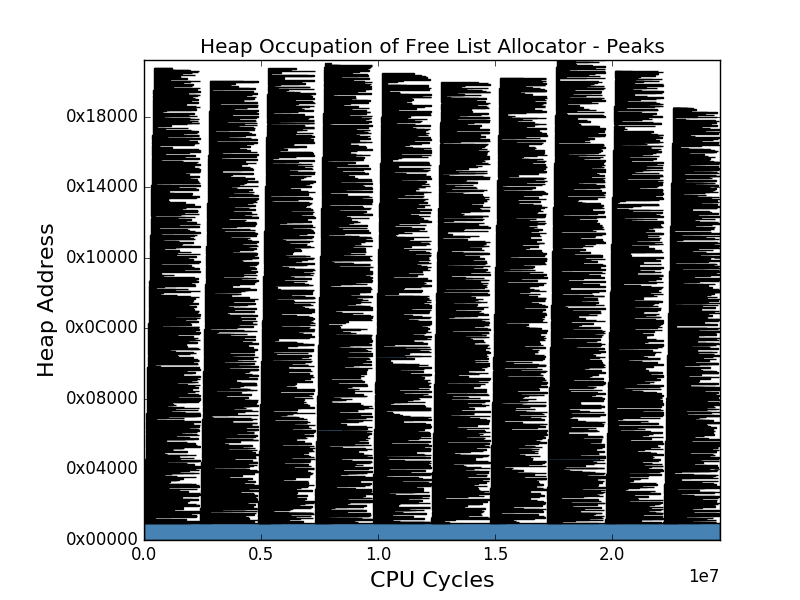 Heap Occupation of Free List Allocator - Peaks
Heap Address
0x18000
0x14000
0x10000
0x0C000
0x08000
0x04000
0x00000
0.0 0.5 1.0 1.5 2.0
1e7
CPU Cycles